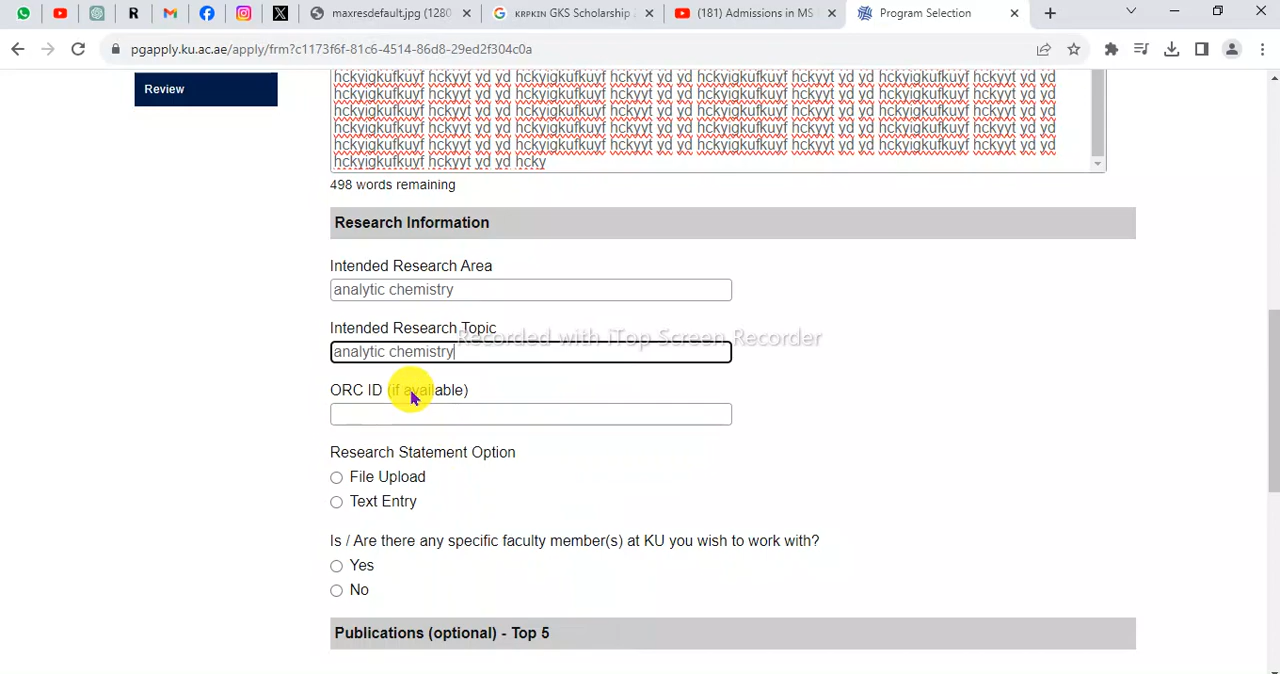 maxresdefault.jpg (1280
KRPKIN GKS Scholarship
(181) Admissions in MS
Program Selection
pgapply.ku.ac.ae/apply/frm?c1173f6f-81c6-4514-86d8-29ed2f304c0a
Review
hckyigkufkuyf hckyyt yd yd hckyigkufkuyf hckyyt yd yd hckyigkufkuyf hckyyt yd yd hckyigkufkuyf hckyyt yd yd
hckyigkufkuyf hckyyt yd yd hckyigkufkuyf hckyyt yd yd hckyigkufkuyf hckyyt yd yd hckyigkufkuyf hckyyt yd yd
hckyigkufkuyf hckyyt yd yd hckyigkufkuyf hckyyt yd yd hckyigkufkuyf hckyyt yd yd hckyigkufkuyf hckyyt yd yd
hckyigkufkuyf hckyyt yd yd hckyigkufkuyf hckyyt yd yd hckyigkufkuyf hckyyt yd yd hckyigkufkuyf hckyyt yd yd
hckyigkufkuyf hckyyt yd yd hckyigkufkuyf hckyyt yd yd hckyigkufkuyf hckyyt yd yd hckyigkufkuyf hckyyt yd yd
hckyigkufkuyf hckyyt yd yd hcky
498 words remaining
Research Information
Intended Research Area
analytic chemistry
Intended Research Topic
Recorded with iTop Screen Recorder
analytic chemistry
ORC ID (if available)
Research Statement Option
File Upload
Text Entry
Is / Are there any specific faculty member(s) at KU you wish to work with?
Yes
No
Publications (optional) - Top 5